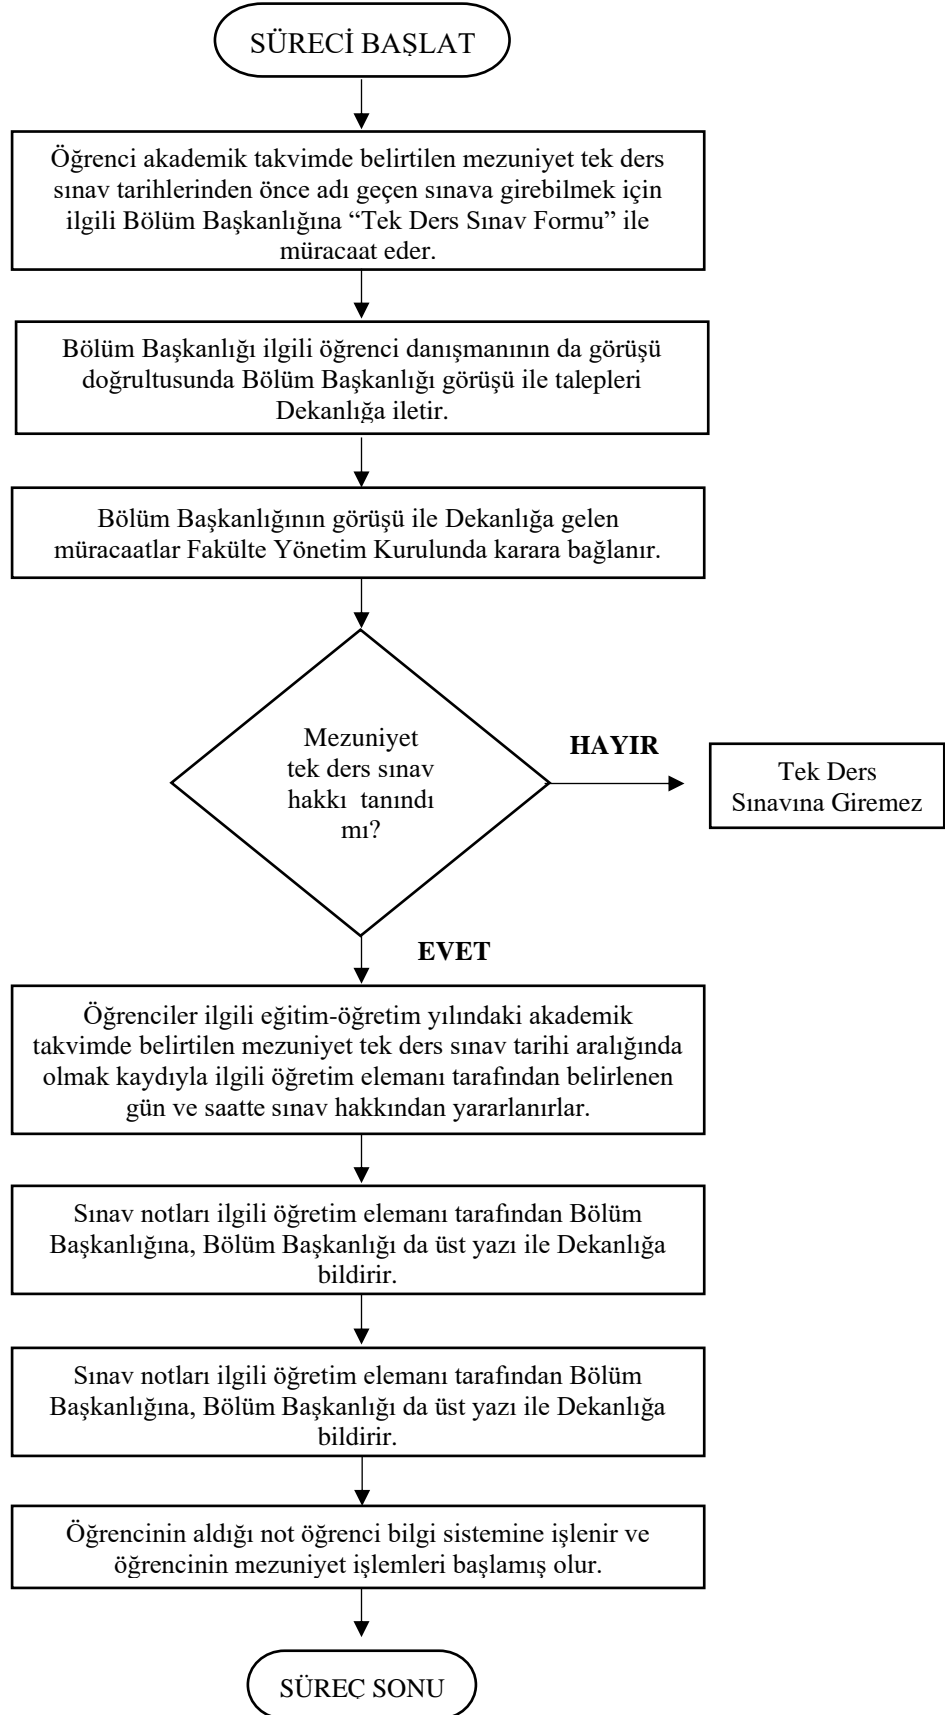 SÜRECİ BAŞLAT
Öğrenci akademik takvimde belirtilen mezuniyet tek ders
sınav tarihlerinden önce adı geçen sınava girebilmek için
ilgili Bölüm Başkanlığına “Tek Ders Sınav Formu” ile
müracaat eder.
Bölüm Başkanlığı ilgili öğrenci danışmanının da görüşü
doğrultusunda Bölüm Başkanlığı görüşü ile talepleri
Dekanlığa iletir.
Bölüm Başkanlığının görüşü ile Dekanlığa gelen
müracaatlar Fakülte Yönetim Kurulunda karara bağlanır.
Mezuniyet
tek ders sınav
hakkı  tanındı
mı?
HAYIR
Tek Ders
Sınavına Giremez
EVET
Öğrenciler ilgili eğitim-öğretim yılındaki akademik
takvimde belirtilen mezuniyet tek ders sınav tarihi aralığında
olmak kaydıyla ilgili öğretim elemanı tarafından belirlenen
gün ve saatte sınav hakkından yararlanırlar.
Sınav notları ilgili öğretim elemanı tarafından Bölüm
Başkanlığına, Bölüm Başkanlığı da üst yazı ile Dekanlığa
bildirir.
Sınav notları ilgili öğretim elemanı tarafından Bölüm
Başkanlığına, Bölüm Başkanlığı da üst yazı ile Dekanlığa
bildirir.
Öğrencinin aldığı not öğrenci bilgi sistemine işlenir ve
öğrencinin mezuniyet işlemleri başlamış olur.
SÜREÇ SONU